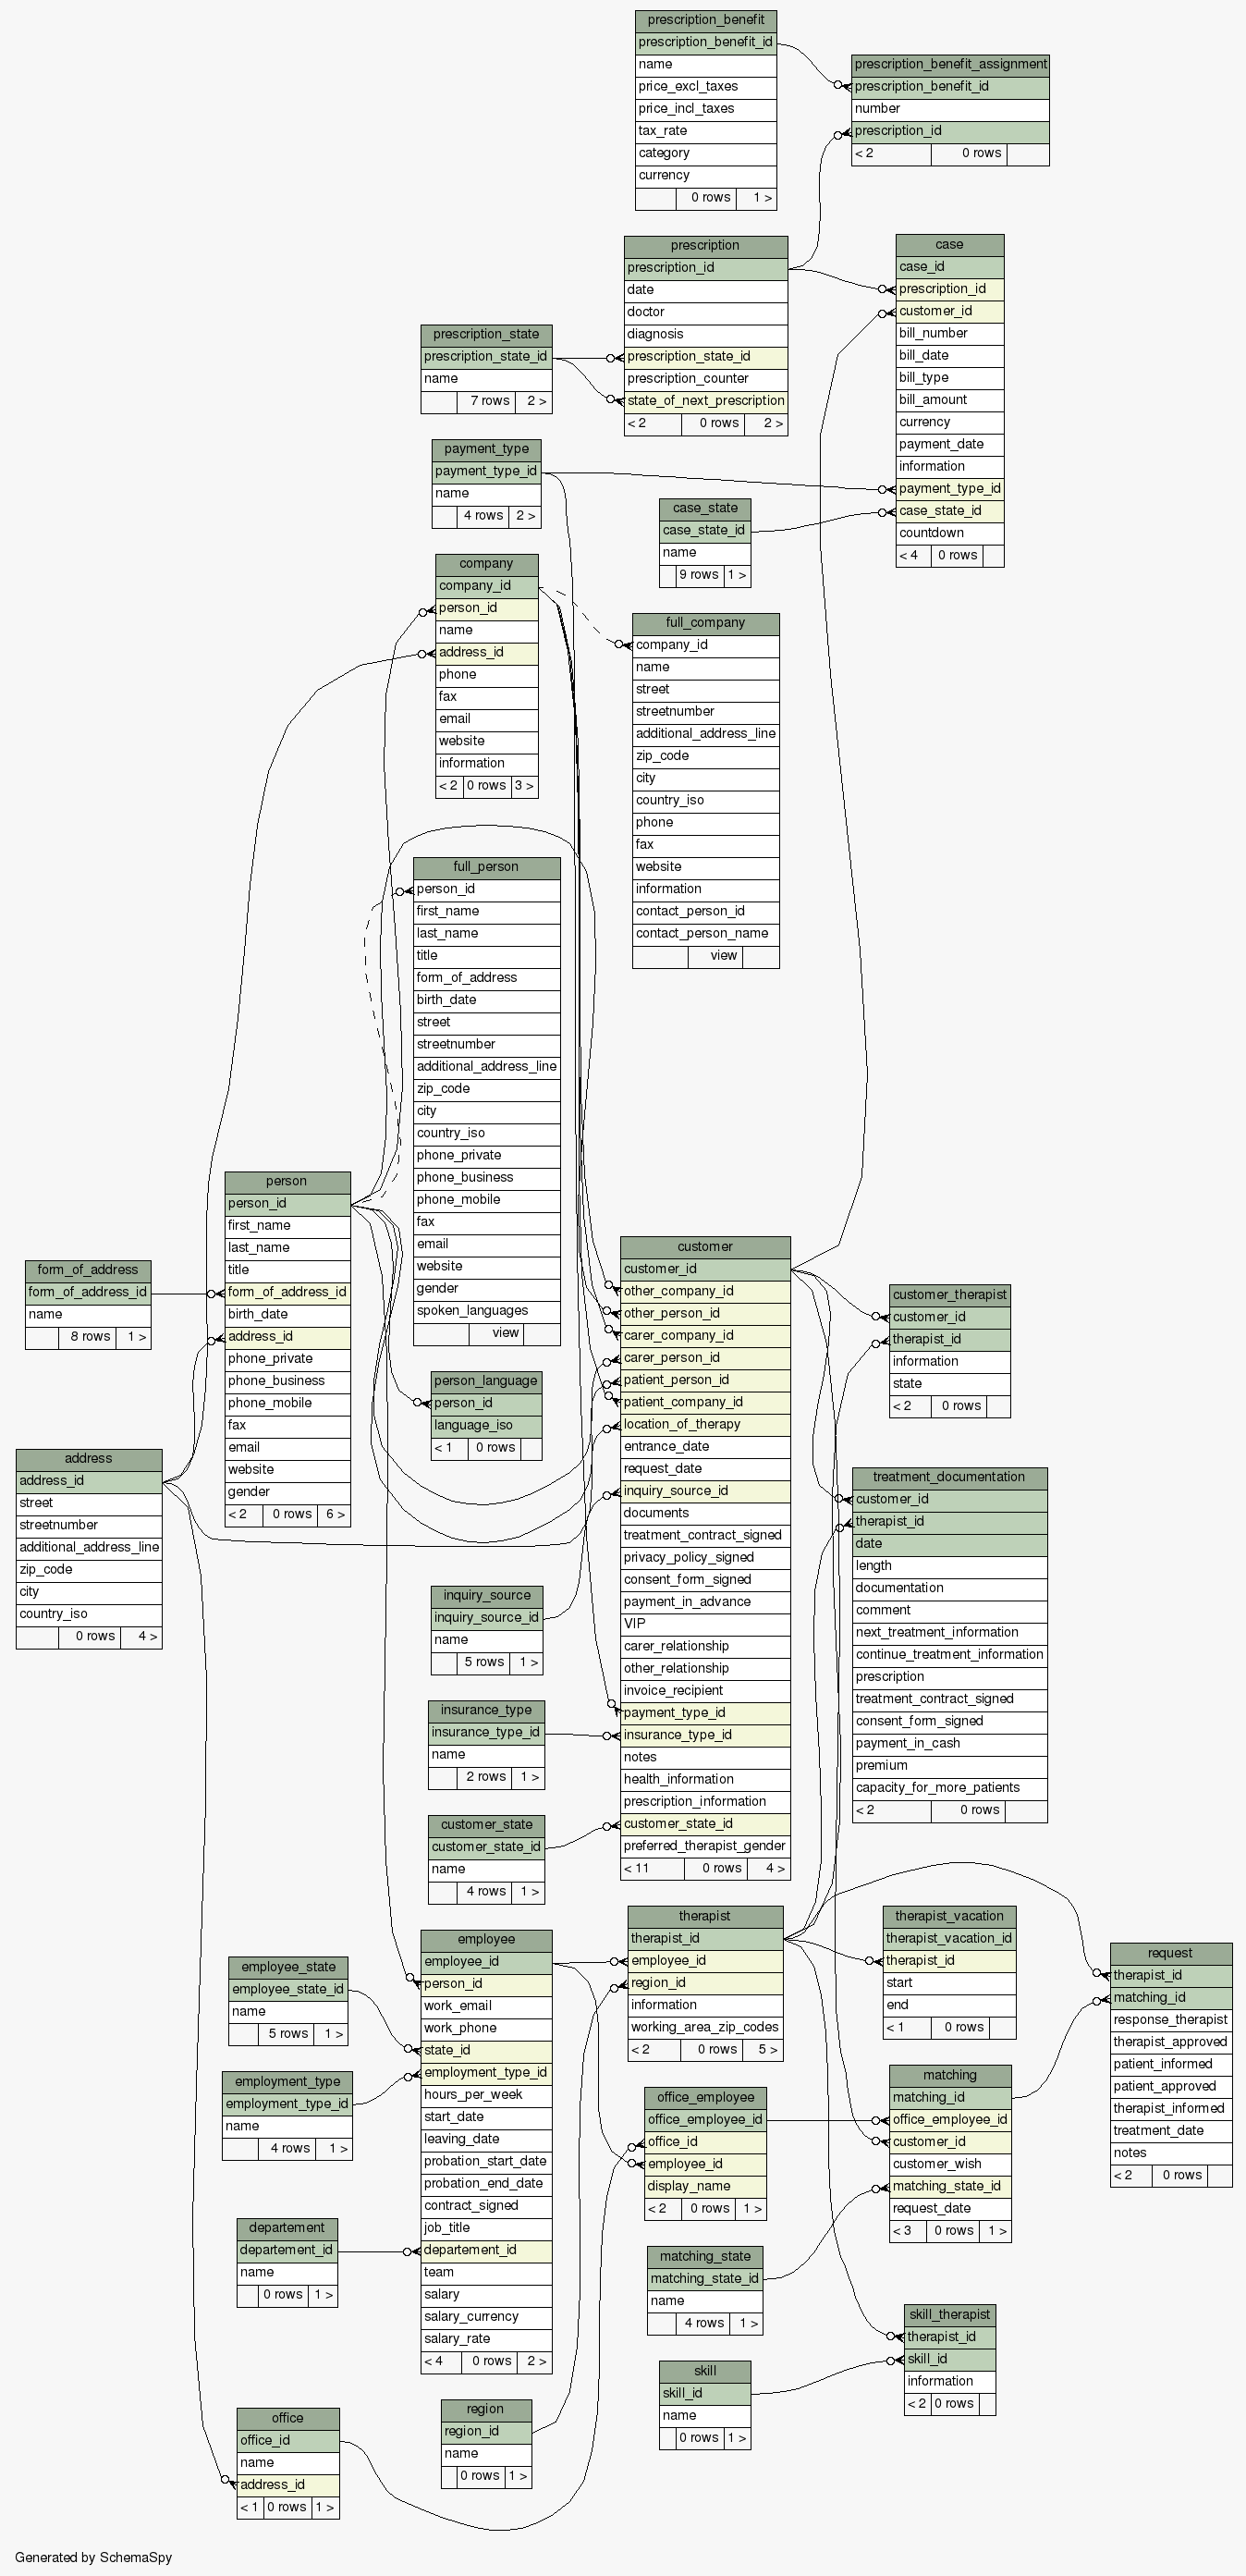 prescription_benefit
prescription_benefit_id
name
price_excl_taxes
price_incl_taxes
tax_rate
category
currency
0 rows 1 >
prescription_benefit_assignment
prescription_benefit_id
number
prescription_id
< 2 0 rows
prescription
prescription_id
date
doctor
diagnosis
prescription_state_id
prescription_counter
state_of_next_prescription
< 2 0 rows 2 >
case
case_id
prescription_id
customer_id
bill_number
bill_date
bill_type
bill_amount
currency
payment_date
information
payment_type_id
case_state_id
countdown
< 4 0 rows
prescription_state
prescription_state_id
name
7 rows 2 >
payment_type
payment_type_id
name
4 rows 2 >
case_state
case_state_id
name
9 rows 1 >
company
company_id
person_id
name
address_id
phone
fax
email
website
information
< 2 0 rows 3 >
full_company
company_id
name
street
streetnumber
additional_address_line
zip_code
city
country_iso
phone
fax
website
information
contact_person_id
contact_person_name
view
full_person
person_id
first_name
last_name
title
form_of_address
birth_date
street
streetnumber
additional_address_line
zip_code
city
country_iso
phone_private
phone_business
phone_mobile
fax
email
website
gender
spoken_languages
view
person
person_id
first_name
last_name
title
form_of_address_id
birth_date
address_id
phone_private
phone_business
phone_mobile
fax
email
website
gender
< 2 0 rows 6 >
form_of_address
form_of_address_id
name
8 rows 1 >
address
address_id
street
streetnumber
additional_address_line
zip_code
city
country_iso
0 rows 4 >
person_language
person_id
language_iso
< 1 0 rows
customer
customer_id
other_company_id
other_person_id
carer_company_id
carer_person_id
patient_person_id
patient_company_id
location_of_therapy
entrance_date
request_date
inquiry_source_id
documents
treatment_contract_signed
privacy_policy_signed
consent_form_signed
payment_in_advance
VIP
carer_relationship
other_relationship
invoice_recipient
payment_type_id
insurance_type_id
notes
health_information
prescription_information
customer_state_id
preferred_therapist_gender
< 11 0 rows 4 >
customer_therapist
customer_id
therapist_id
information
state
< 2 0 rows
treatment_documentation
customer_id
therapist_id
date
length
documentation
comment
next_treatment_information
continue_treatment_information
prescription
treatment_contract_signed
consent_form_signed
payment_in_cash
premium
capacity_for_more_patients
< 2 0 rows
inquiry_source
inquiry_source_id
name
5 rows 1 >
insurance_type
insurance_type_id
name
2 rows 1 >
customer_state
customer_state_id
name
4 rows 1 >
employee
employee_id
person_id
work_email
work_phone
state_id
employment_type_id
hours_per_week
start_date
leaving_date
probation_start_date
probation_end_date
contract_signed
job_title
departement_id
team
salary
salary_currency
salary_rate
< 4 0 rows 2 >
employee_state
employee_state_id
name
5 rows 1 >
employment_type
employment_type_id
name
4 rows 1 >
departement
departement_id
name
0 rows 1 >
therapist
therapist_id
employee_id
region_id
information
working_area_zip_codes
< 2 0 rows 5 >
therapist_vacation
therapist_vacation_id
therapist_id
start
end
< 1 0 rows
request
therapist_id
matching_id
response_therapist
therapist_approved
patient_informed
patient_approved
therapist_informed
treatment_date
notes
< 2 0 rows
office_employee
office_employee_id
office_id
employee_id
display_name
< 2 0 rows 1 >
matching
matching_id
office_employee_id
customer_id
customer_wish
matching_state_id
request_date
< 3 0 rows 1 >
matching_state
matching_state_id
name
4 rows 1 >
skill_therapist
therapist_id
skill_id
information
< 2 0 rows
skill
skill_id
name
0 rows 1 >
region
region_id
name
0 rows 1 >
office
office_id
name
address_id
< 1 0 rows 1 >
Generated by SchemaSpy